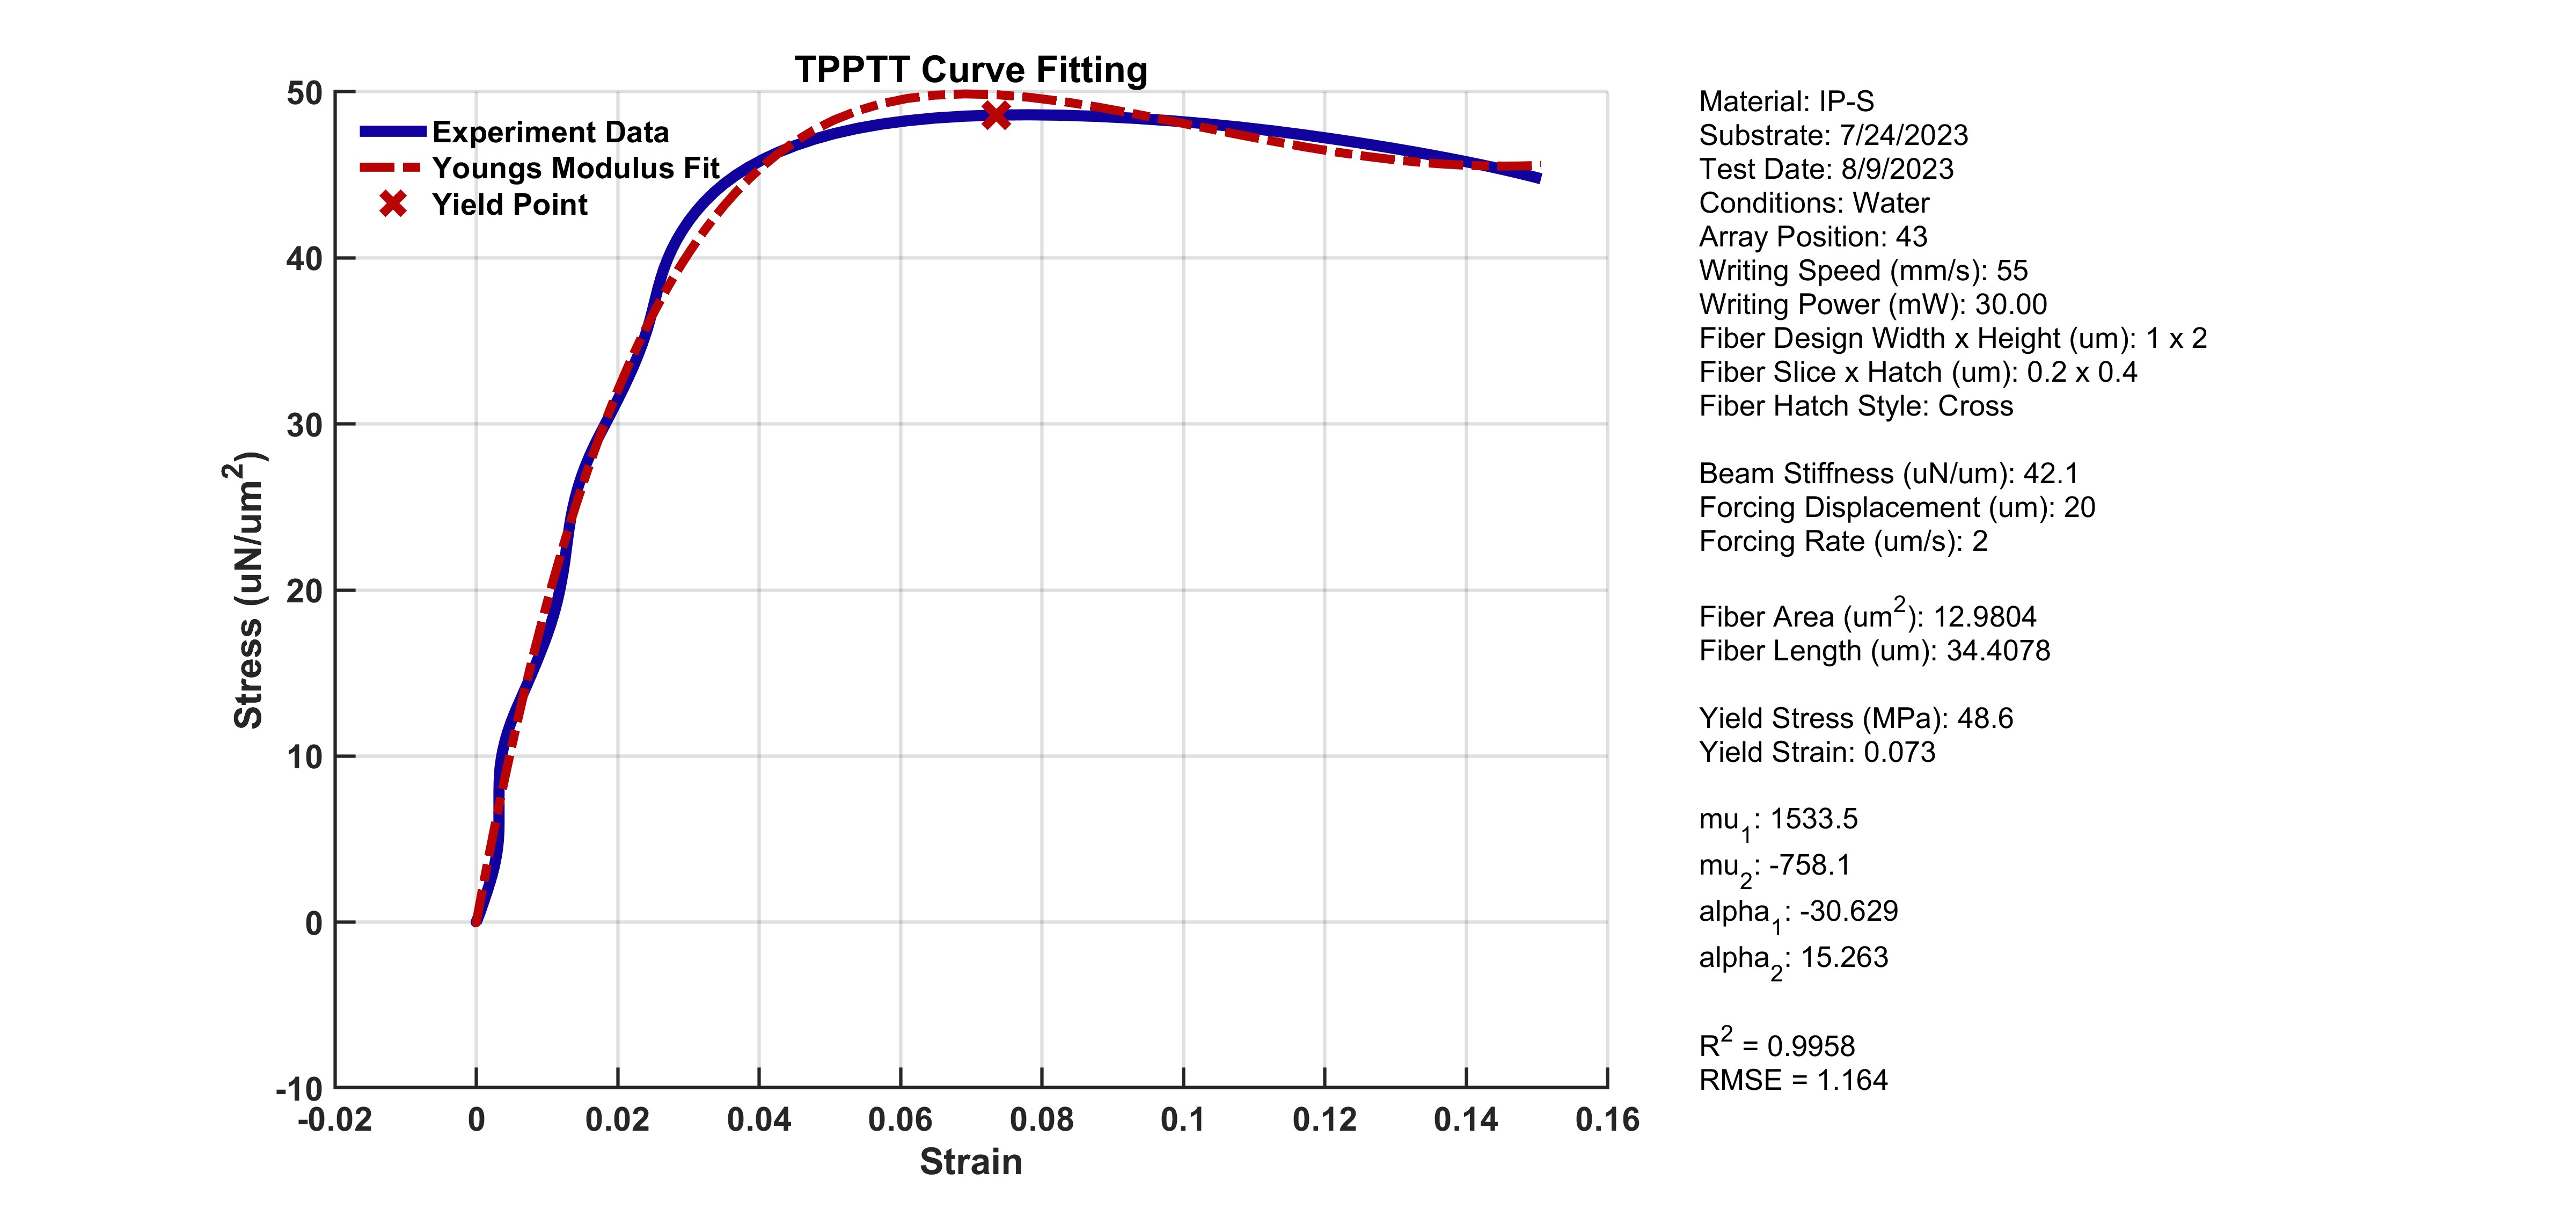 TPPTT Curve Fitting
Experiment Data
Youngs Modulus Fit
Yield Point
50
40
30
20
10
0
-10
Stress (uN/um²)
-0.02 0 0.02 0.04 0.06 0.08 0.1 0.12 0.14 0.16
Strain
Material: IP-S
Substrate: 7/24/2023
Test Date: 8/9/2023
Conditions: Water
Array Position: 43
Writing Speed (mm/s): 55
Writing Power (mW): 30.00
Fiber Design Width x Height (um): 1 x 2
Fiber Slice x Hatch (um): 0.2 x 0.4
Fiber Hatch Style: Cross
Beam Stiffness (uN/um): 42.1
Forcing Displacement (um): 20
Forcing Rate (um/s): 2
Fiber Area (um²): 12.9804
Fiber Length (um): 34.4078
Yield Stress (MPa): 48.6
Yield Strain: 0.073
mu₁: 1533.5
mu₂: -758.1
alpha₁: -30.629
alpha₂: 15.263
R² = 0.9958
RMSE = 1.164